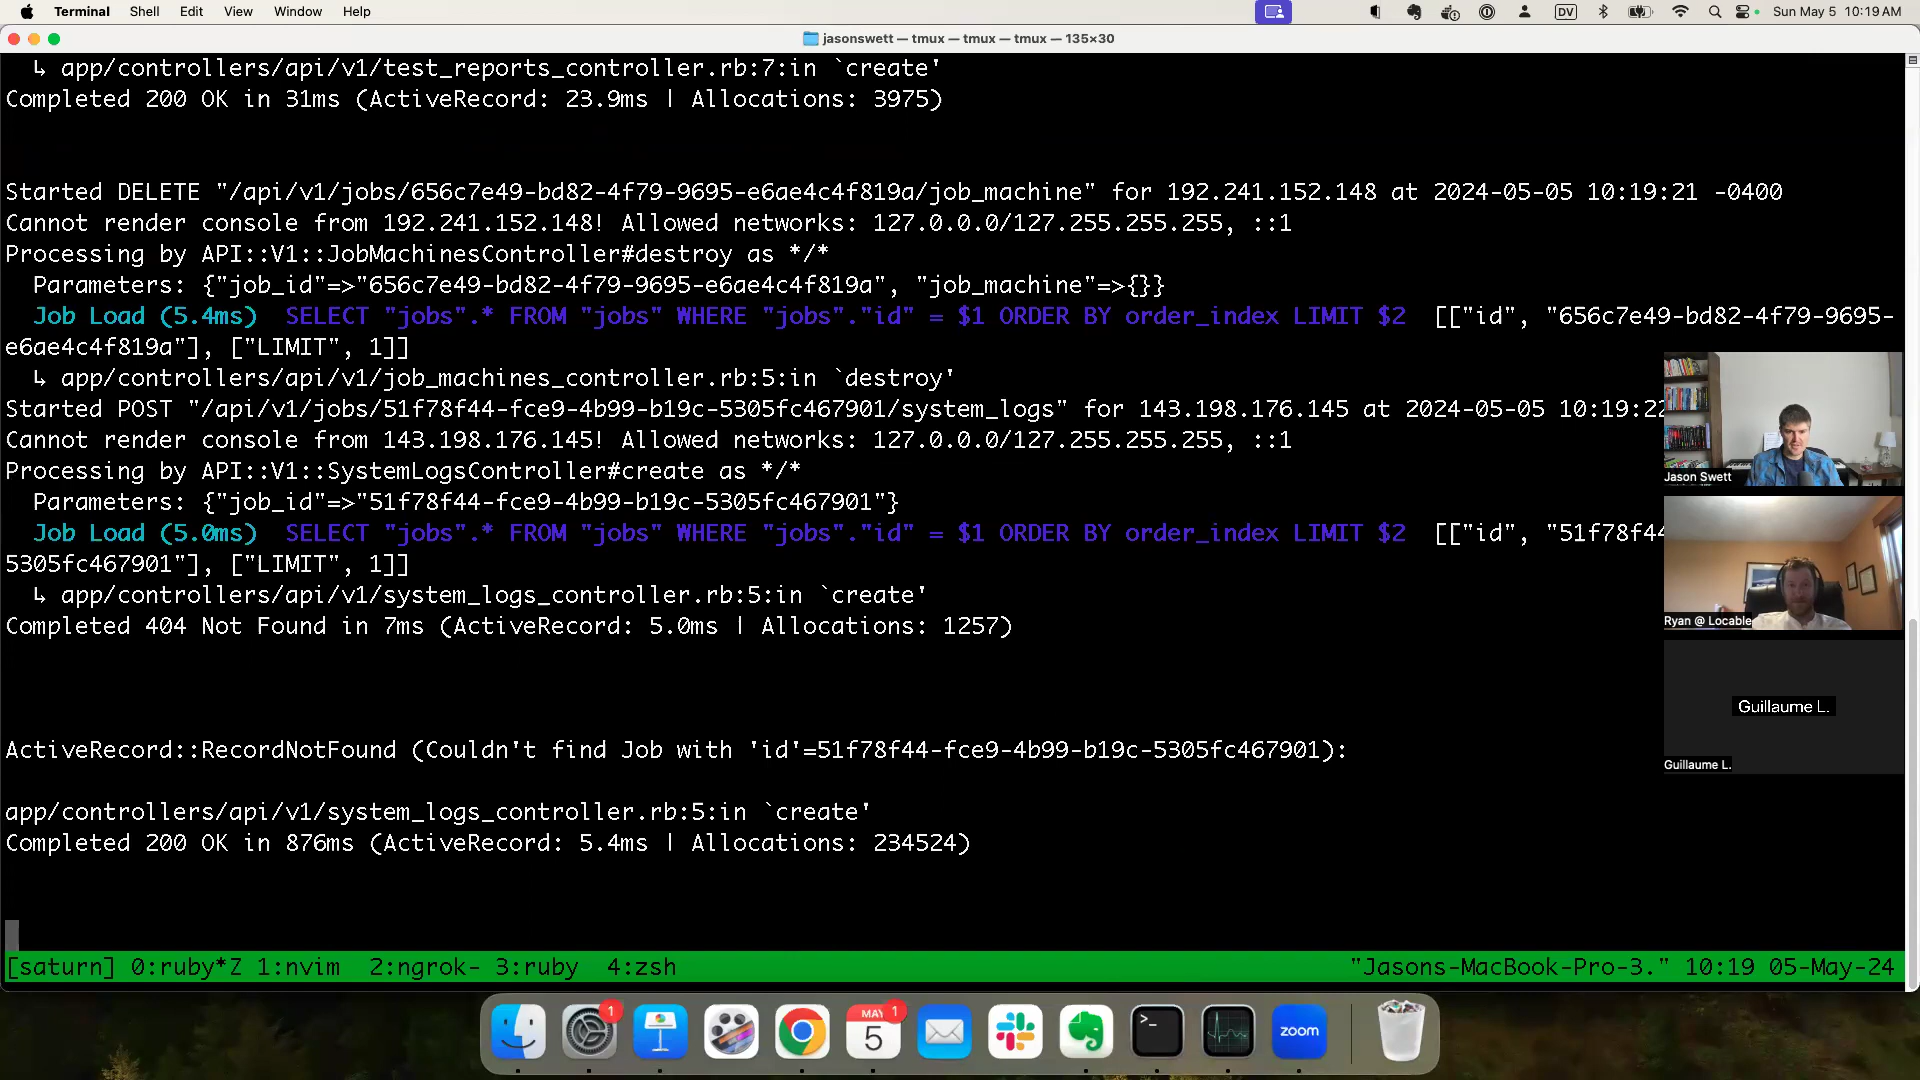 Terminal Shell Edit View Window Help DV Sun May 5 10:19 AM
jasonswett — tmux — tmux — tmux — 135×30
↳ app/controllers/api/v1/test_reports_controller.rb:7:in `create'
Completed 200 OK in 31ms (ActiveRecord: 23.9ms | Allocations: 3975)
Started DELETE "/api/v1/jobs/656c7e49-bd82-4f79-9695-e6ae4c4f819a/job_machine" for 192.241.152.148 at 2024-05-05 10:19:21 -0400
Cannot render console from 192.241.152.148! Allowed networks: 127.0.0.0/127.255.255.255, ::1
Processing by API::V1::JobMachinesController#destroy as */*
Parameters: {"job_id"=>"656c7e49-bd82-4f79-9695-e6ae4c4f819a", "job_machine"=>{}}
Job Load (5.4ms) SELECT "jobs".* FROM "jobs" WHERE "jobs"."id" = $1 ORDER BY order_index LIMIT $2 [["id", "656c7e49-bd82-4f79-9695-
e6ae4c4f819a"], ["LIMIT", 1]]
↳ app/controllers/api/v1/job_machines_controller.rb:5:in `destroy'
Started POST "/api/v1/jobs/51f78f44-fce9-4b99-b19c-5305fc467901/system_logs" for 143.198.176.145 at 2024-05-05 10:19:22
Cannot render console from 143.198.176.145! Allowed networks: 127.0.0.0/127.255.255.255, ::1
Processing by API::V1::SystemLogsController#create as */*
Parameters: {"job_id"=>"51f78f44-fce9-4b99-b19c-5305fc467901"}
Job Load (5.0ms) SELECT "jobs".* FROM "jobs" WHERE "jobs"."id" = $1 ORDER BY order_index LIMIT $2 [["id", "51f78f44
5305fc467901"], ["LIMIT", 1]]
↳ app/controllers/api/v1/system_logs_controller.rb:5:in `create'
Completed 404 Not Found in 7ms (ActiveRecord: 5.0ms | Allocations: 1257)
ActiveRecord::RecordNotFound (Couldn't find Job with 'id'=51f78f44-fce9-4b99-b19c-5305fc467901):
app/controllers/api/v1/system_logs_controller.rb:5:in `create'
Completed 200 OK in 876ms (ActiveRecord: 5.4ms | Allocations: 234524)
Jason Swett
Ryan @ Locable
Guillaume L.
Guillaume L.
[saturn] 0:ruby*Z 1:nvim 2:ngrok- 3:ruby 4:zsh "Jasons-MacBook-Pro-3." 10:19 05-May-24
1
MAY
1
5
>_
zoom